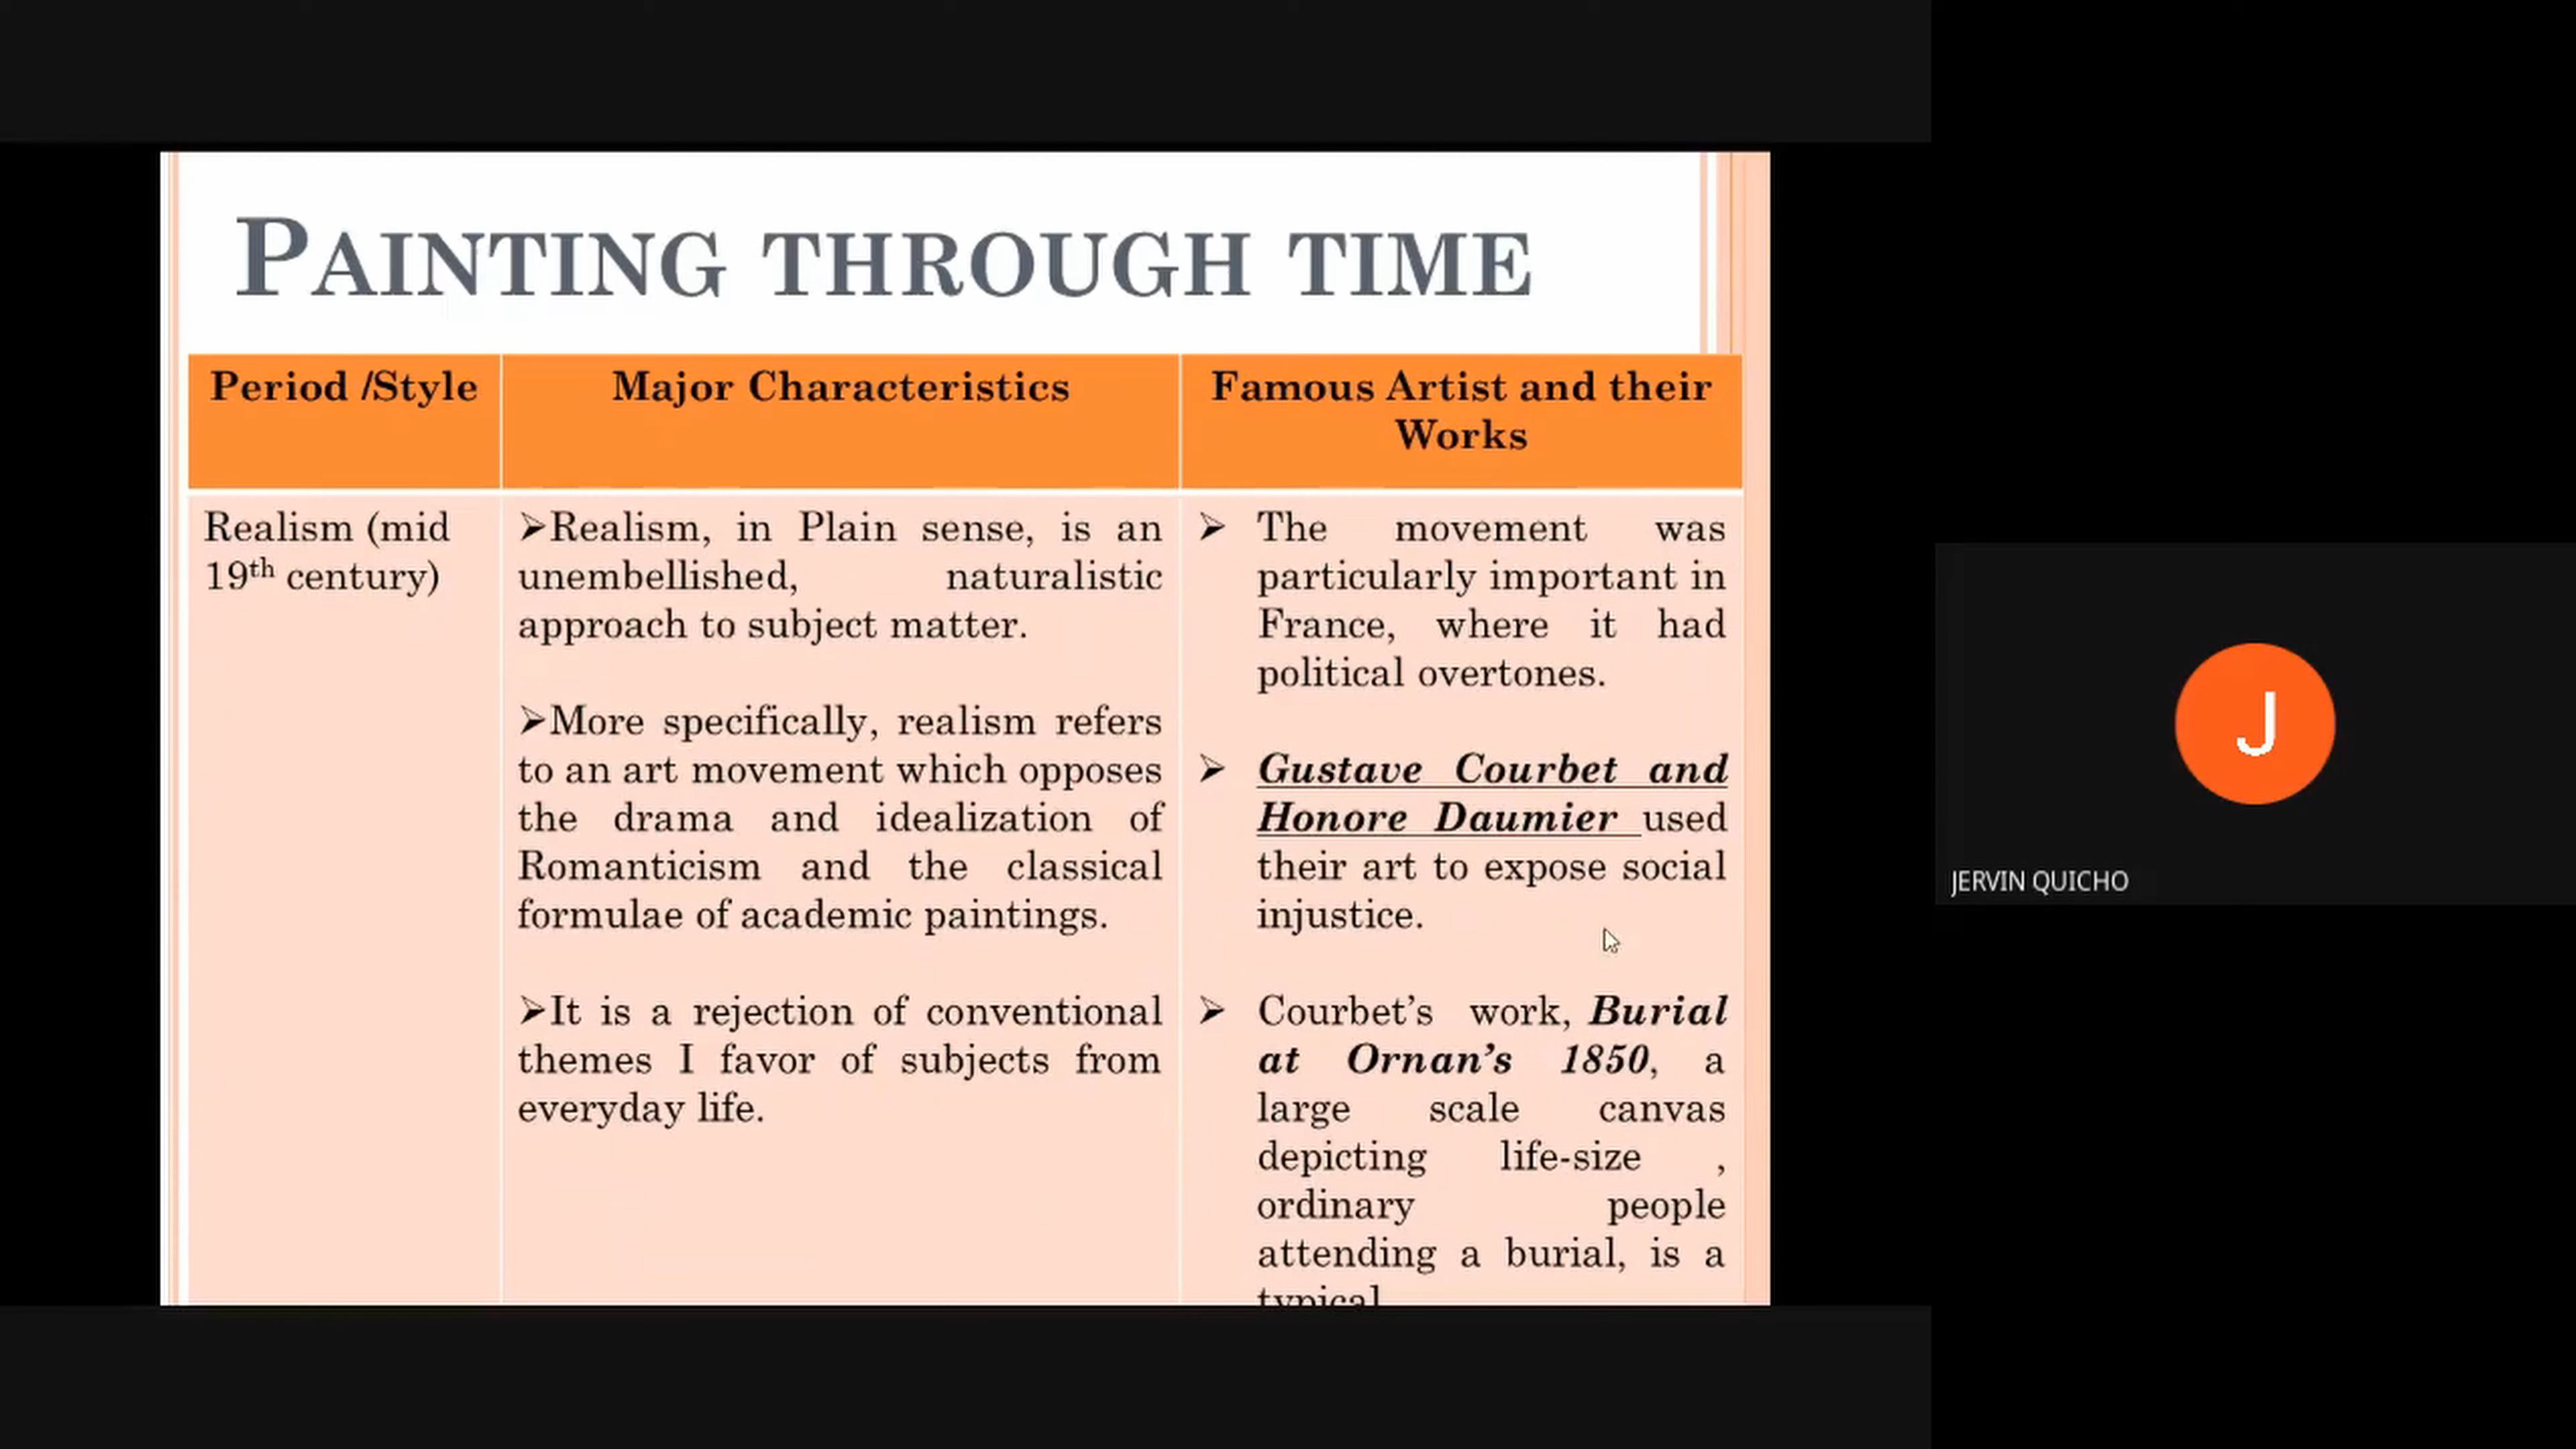 PAINTING THROUGH TIME
Period /Style
Major Characteristics
Famous Artist and their
Works
Realism (mid
19th century)
➢Realism, in Plain sense, is an
unembellished, naturalistic
approach to subject matter.
➢More specifically, realism refers
to an art movement which opposes
the drama and idealization of
Romanticism and the classical
formulae of academic paintings.
➢It is a rejection of conventional
themes I favor of subjects from
everyday life.
➢ The movement was
particularly important in
France, where it had
political overtones.
➢ Gustave Courbet and
Honore Daumier used
their art to expose social
injustice.
➢ Courbet’s work, Burial
at Ornan’s 1850, a
large scale canvas
depicting life-size ,
ordinary people
attending a burial, is a
typical
J
JERVIN QUICHO